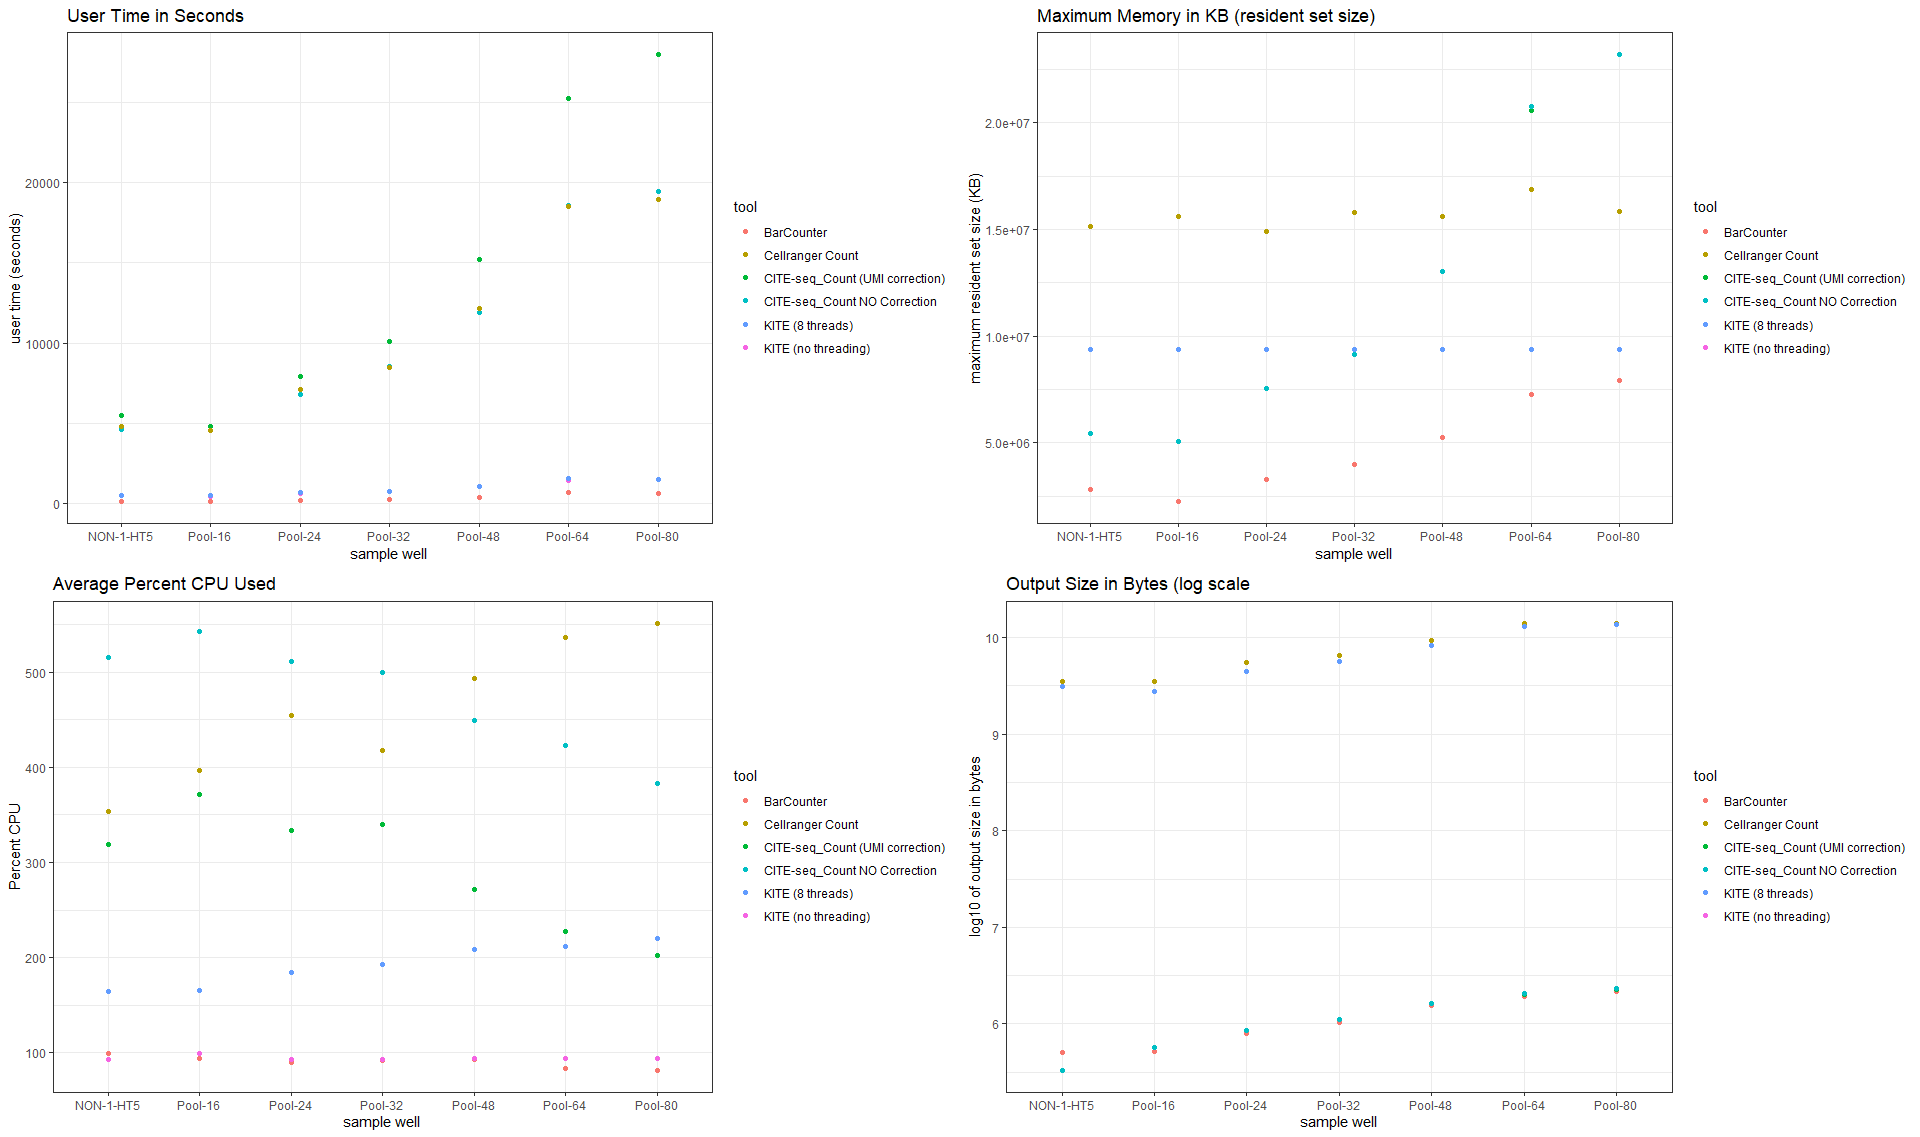 User Time in Seconds
user time (seconds)
20000
10000
0
NON-1-HT5 Pool-16 Pool-24 Pool-32 Pool-48 Pool-64 Pool-80
sample well
tool
BarCounter
Cellranger Count
CITE-seq_Count (UMI correction)
CITE-seq_Count NO Correction
KITE (8 threads)
KITE (no threading)
Maximum Memory in KB (resident set size)
maximum resident set size (KB)
2.0e+07
1.5e+07
1.0e+07
5.0e+06
NON-1-HT5 Pool-16 Pool-24 Pool-32 Pool-48 Pool-64 Pool-80
sample well
tool
BarCounter
Cellranger Count
CITE-seq_Count (UMI correction)
CITE-seq_Count NO Correction
KITE (8 threads)
KITE (no threading)
Average Percent CPU Used
Percent CPU
500
400
300
200
100
NON-1-HT5 Pool-16 Pool-24 Pool-32 Pool-48 Pool-64 Pool-80
sample well
tool
BarCounter
Cellranger Count
CITE-seq_Count (UMI correction)
CITE-seq_Count NO Correction
KITE (8 threads)
KITE (no threading)
Output Size in Bytes (log scale
log10 of output size in bytes
10
9
8
7
6
NON-1-HT5 Pool-16 Pool-24 Pool-32 Pool-48 Pool-64 Pool-80
sample well
tool
BarCounter
Cellranger Count
CITE-seq_Count (UMI correction)
CITE-seq_Count NO Correction
KITE (8 threads)
KITE (no threading)